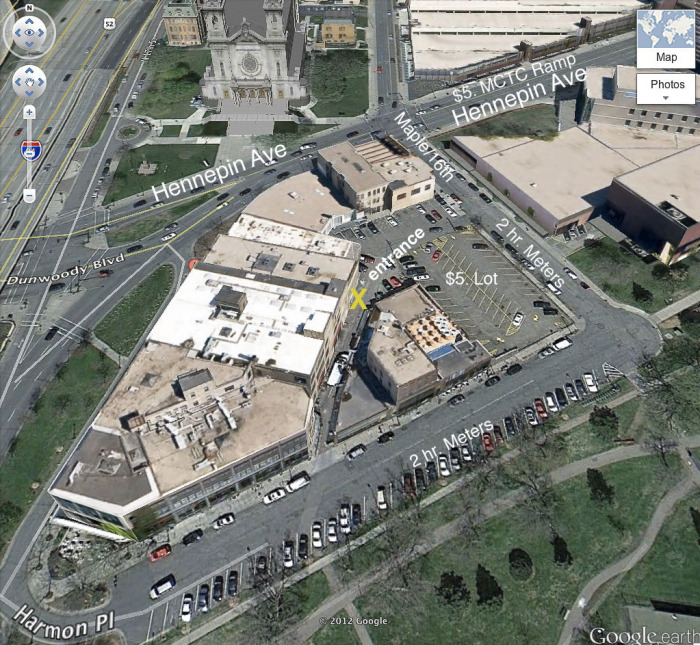 N
52
Map
Photos
$5. MCTC Ramp
Hennepin Ave
Hennepin Ave
Maple/16th
2 hr. Meters
entrance
X
$5. Lot
Dunwoody Blvd
2 hr. Meters
Harmon Pl
© 2012 Google
Google earth